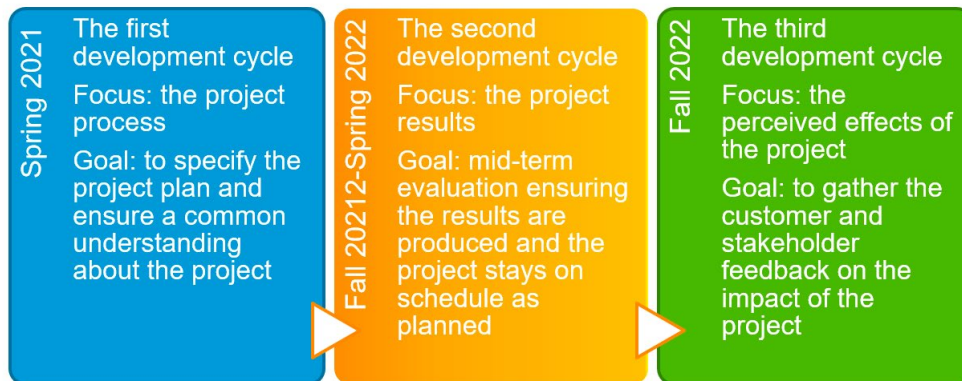 Spring 2021
The first
development cycle
Focus: the project
process
Goal: to specify the
project plan and
ensure a common
understanding
about the project
Fall 20212-Spring 2022
The second
development cycle
Focus: the project
results
Goal: mid-term
evaluation ensuring
the results are
produced and the
project stays on
schedule as
planned
Fall 2022
The third
development cycle
Focus: the
perceived effects of
the project
Goal: to gather the
customer and
stakeholder
feedback on the
impact of the
project